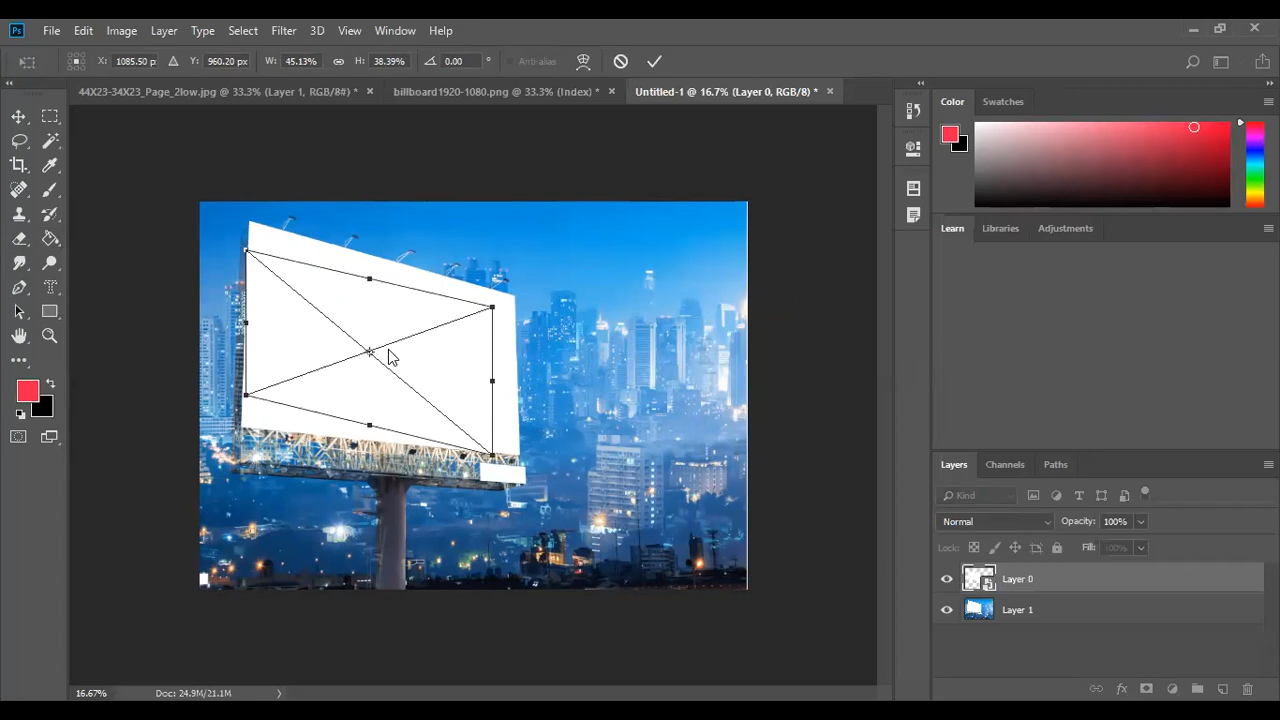 Ps File Edit Image Layer Type Select Filter 3D View Window Help
X: 1085.50 px Y: 960.20 px W: 45.13% H: 38.39% 0.00 ° Anti-alias
44X23-34X23_Page_2low.jpg @ 33.3% (Layer 1, RGB/8#) * billboard1920-1080.png @ 33.3% (Index) * Untitled-1 @ 16.7% (Layer 0, RGB/8) *
Color Swatches
Learn Libraries Adjustments
Layers Channels Paths
Kind
Normal Opacity: 100%
Lock: Fill: 100%
Layer 0
Layer 1
16.67% Doc: 24.9M/21.1M